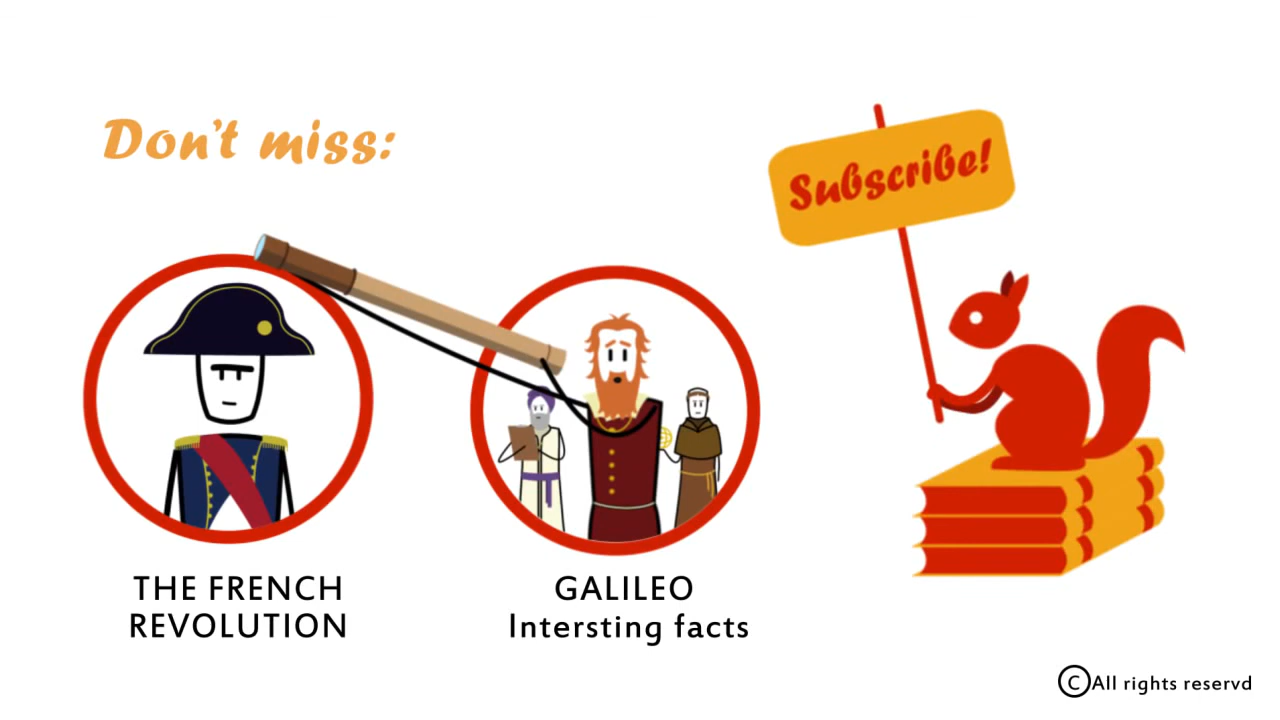 Don't miss:
Subscribe!
THE FRENCH
REVOLUTION
GALILEO
Intersting facts
©All rights reservd